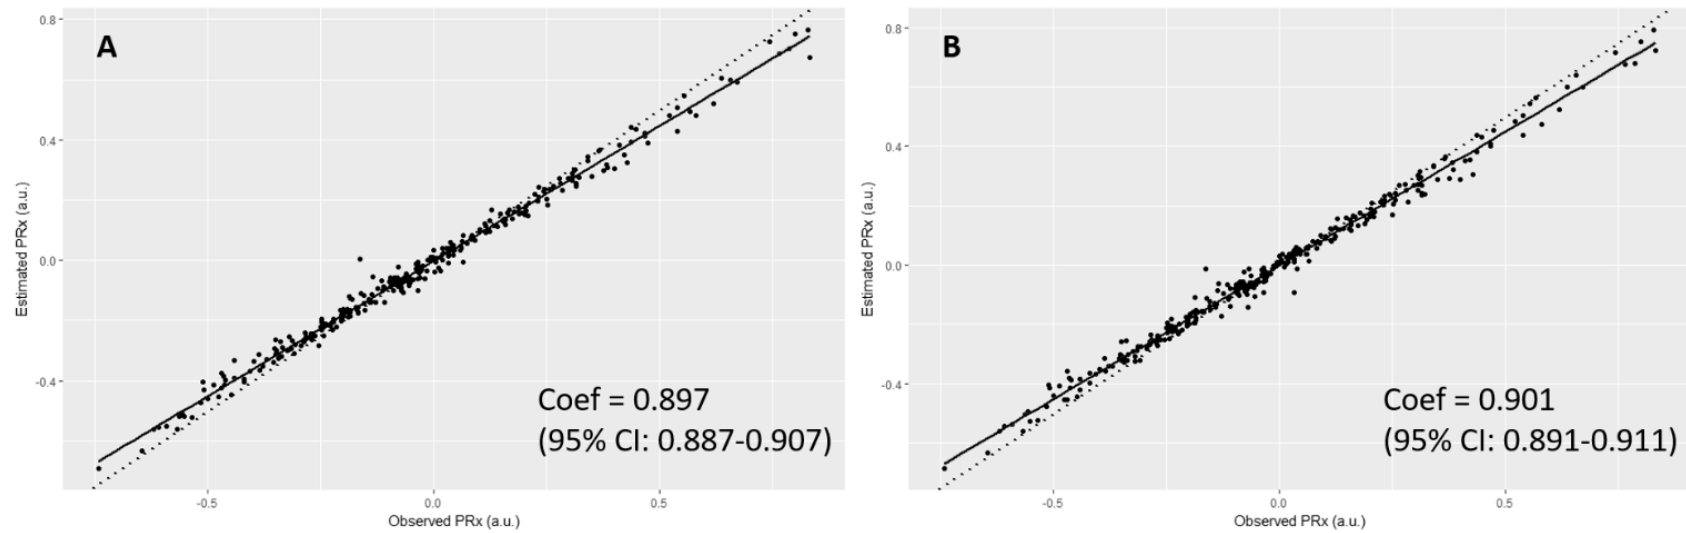 A
0.8
0.4
0.0
-0.4
Estimated PRx (a.u.)
Coef = 0.897
(95% CI: 0.887-0.907)
-0.5
0.0
0.5
Observed PRx (a.u.)
B
0.8
0.4
0.0
-0.4
Estimated PRx (a.u.)
Coef = 0.901
(95% CI: 0.891-0.911)
-0.5
0.0
0.5
Observed PRx (a.u.)